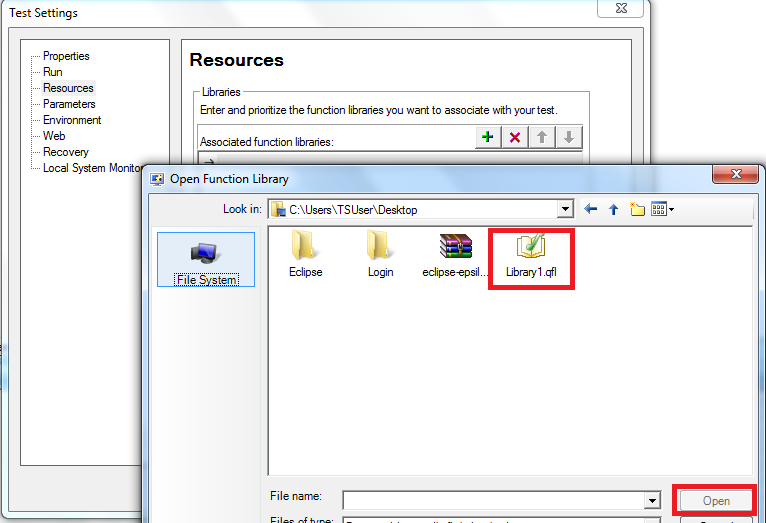 Test Settings
Properties
Run
Resources
Parameters
Environment
Web
Recovery
Local System Monitor
Resources
Libraries
Enter and prioritize the function libraries you want to associate with your test.
Associated function libraries:
Open Function Library
Look in:
C:\Users\TSUser\Desktop
File System
Eclipse
Login
eclipse-epsil...
Library1.qfl
File name:
Open
Files of type: